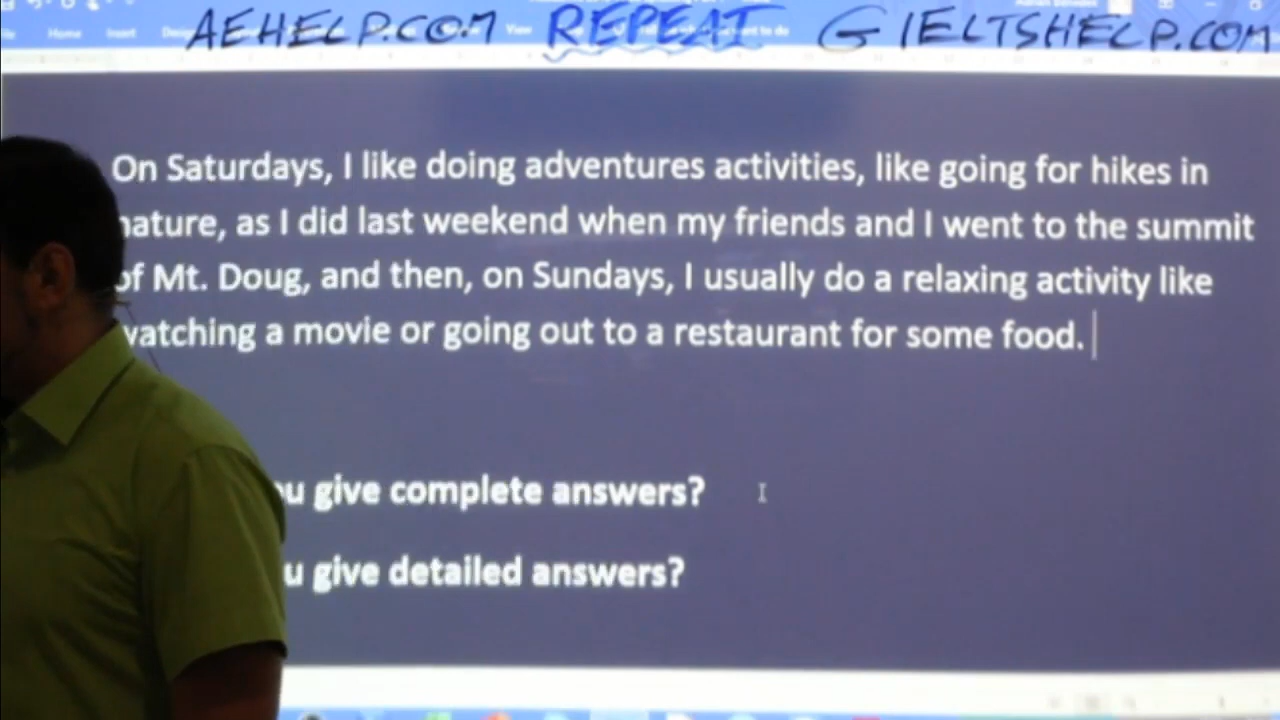 AEHELP.COM REPEAT GIELTSHELP.COM
Home Insert View
On Saturdays, I like doing adventures activities, like going for hikes in
nature, as I did last weekend when my friends and I went to the summit
of Mt. Doug, and then, on Sundays, I usually do a relaxing activity like
watching a movie or going out to a restaurant for some food.
give complete answers?
give detailed answers?